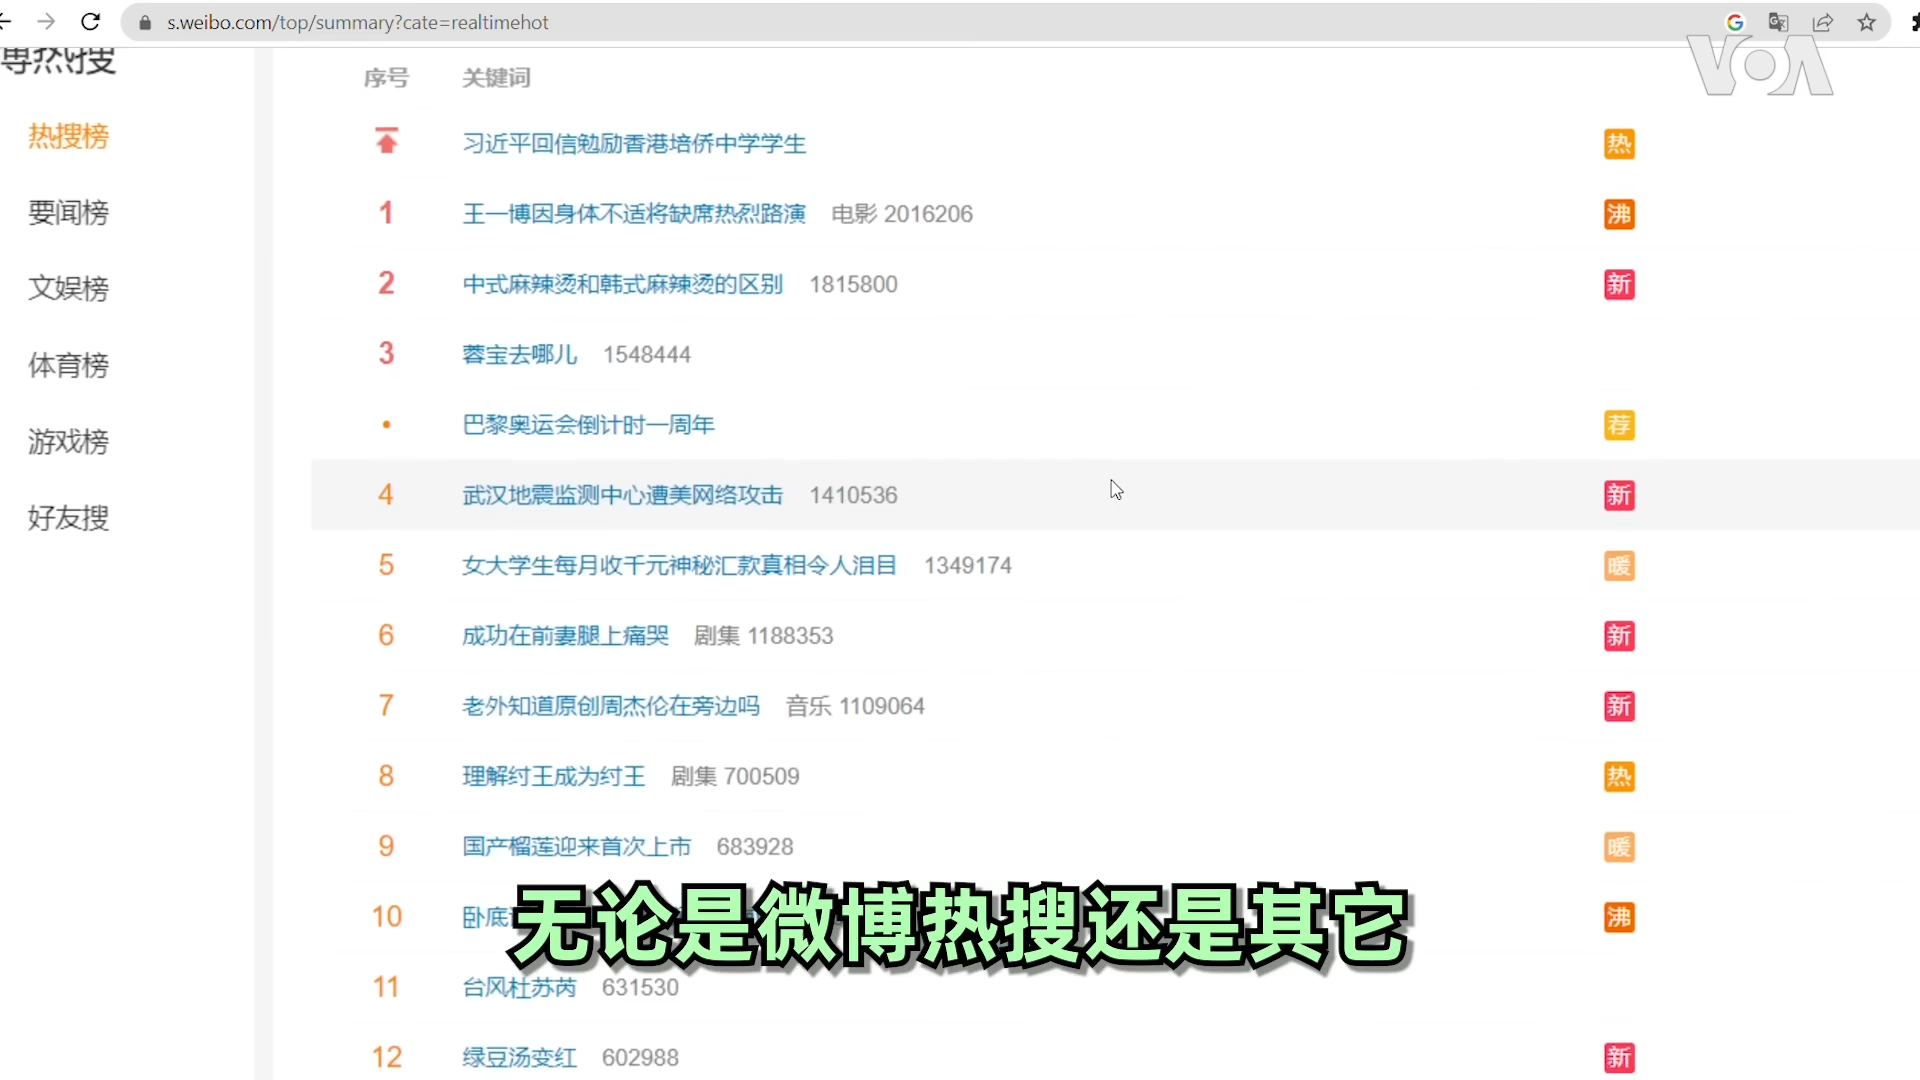 s.weibo.com/top/summary?cate=realtimehot
VOA
博热搜
热搜榜
要闻榜
文娱榜
体育榜
游戏榜
好友搜
序号 关键词
习近平回信勉励香港培侨中学学生 热
1 王一博因身体不适将缺席热烈路演 电影 2016206 沸
2 中式麻辣烫和韩式麻辣烫的区别 1815800 新
3 蓉宝去哪儿 1548444
• 巴黎奥运会倒计时一周年 荐
4 武汉地震监测中心遭美网络攻击 1410536 新
5 女大学生每月收千元神秘汇款真相令人泪目 1349174 暖
6 成功在前妻腿上痛哭 剧集 1188353 新
7 老外知道原创周杰伦在旁边吗 音乐 1109064 新
8 理解纣王成为纣王 剧集 700509 热
9 国产榴莲迎来首次上市 683928 暖
10 卧底 沸
无论是微博热搜还是其它
11 台风杜苏芮 631530
12 绿豆汤变红 602988 新